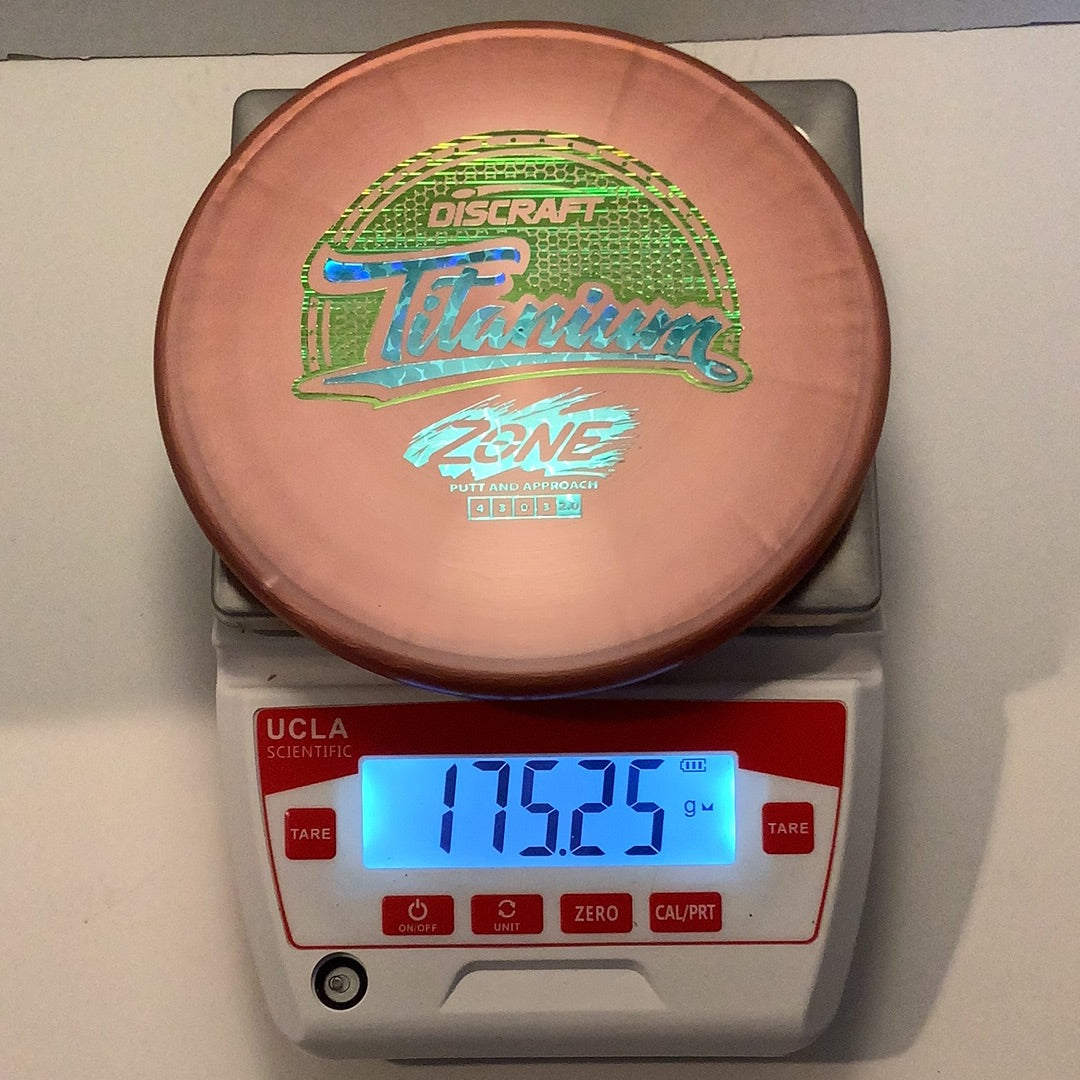 DISCRAFT
Titanium
ZONE
PUTT AND APPROACH
4 3 0 3 2.0
UCLA
SCIENTIFIC
175.25
g
TARE
TARE
ON/OFF
UNIT
ZERO
CAL/PRT